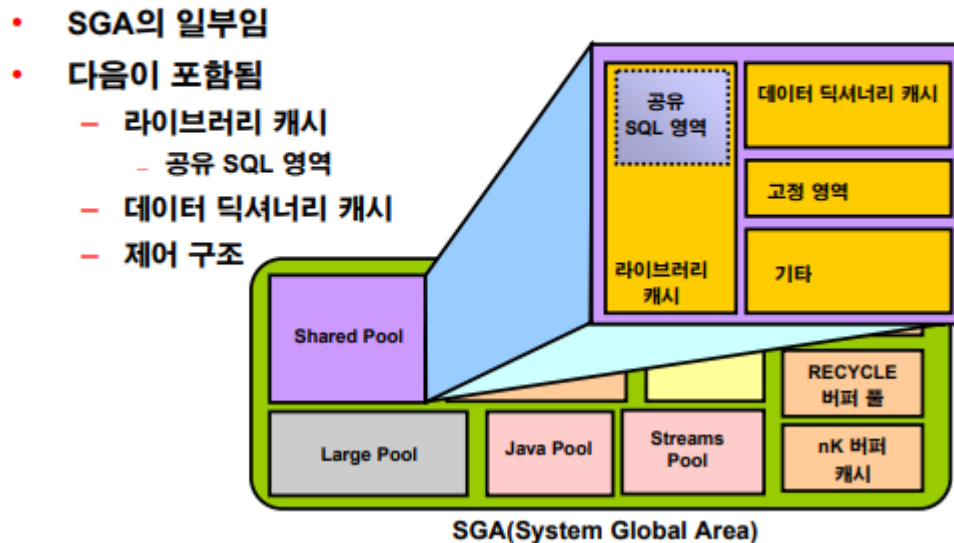 • SGA의 일부임
• 다음이 포함됨
– 라이브러리 캐시
– 공유 SQL 영역
– 데이터 딕셔너리 캐시
– 제어 구조
공유
SQL 영역
라이브러리
캐시
데이터 딕셔너리 캐시
고정 영역
기타
Shared Pool
RECYCLE
버퍼 풀
Large Pool
Java Pool
Streams
Pool
nK 버퍼
캐시
SGA(System Global Area)